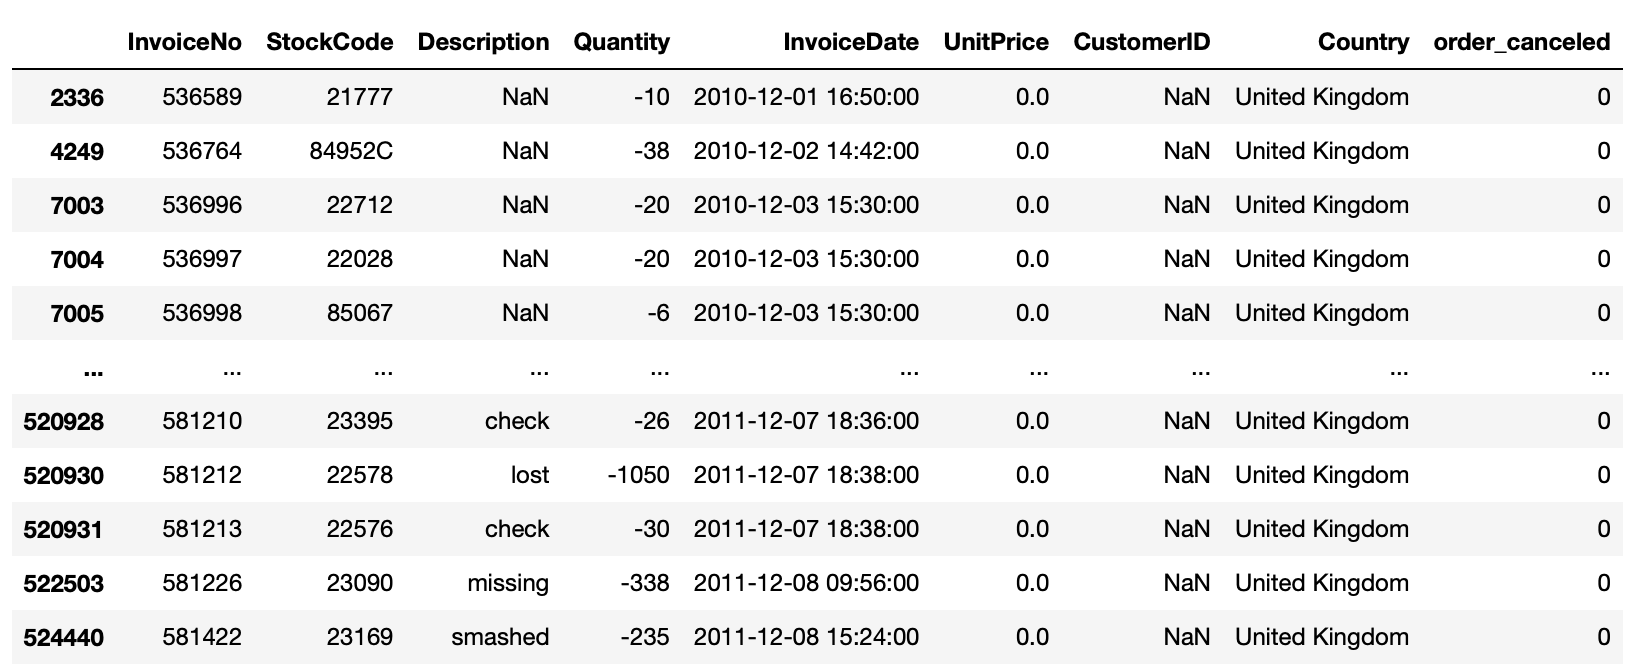 InvoiceNo StockCode Description Quantity InvoiceDate UnitPrice CustomerID Country order_canceled
2336 536589 21777 NaN -10 2010-12-01 16:50:00 0.0 NaN United Kingdom 0
4249 536764 84952C NaN -38 2010-12-02 14:42:00 0.0 NaN United Kingdom 0
7003 536996 22712 NaN -20 2010-12-03 15:30:00 0.0 NaN United Kingdom 0
7004 536997 22028 NaN -20 2010-12-03 15:30:00 0.0 NaN United Kingdom 0
7005 536998 85067 NaN -6 2010-12-03 15:30:00 0.0 NaN United Kingdom 0
... ... ... ... ... ... ... ... ... ...
520928 581210 23395 check -26 2011-12-07 18:36:00 0.0 NaN United Kingdom 0
520930 581212 22578 lost -1050 2011-12-07 18:38:00 0.0 NaN United Kingdom 0
520931 581213 22576 check -30 2011-12-07 18:38:00 0.0 NaN United Kingdom 0
522503 581226 23090 missing -338 2011-12-08 09:56:00 0.0 NaN United Kingdom 0
524440 581422 23169 smashed -235 2011-12-08 15:24:00 0.0 NaN United Kingdom 0